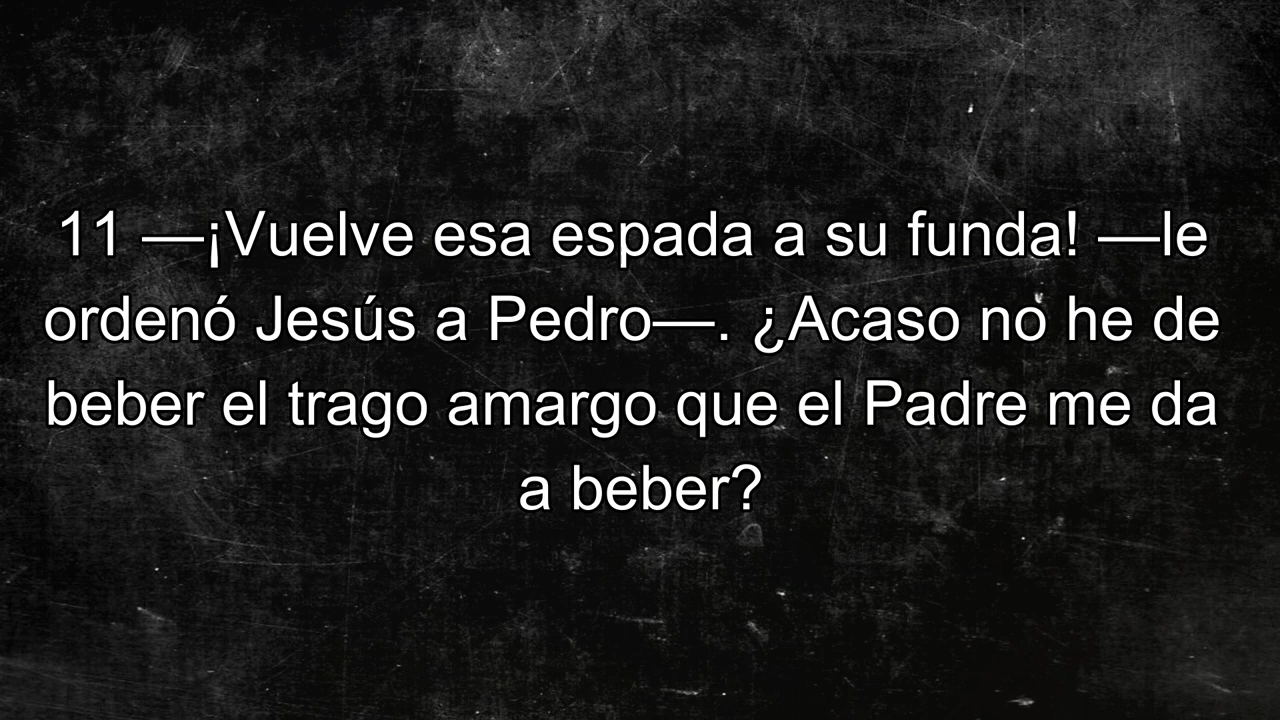 11 —¡Vuelve esa espada a su funda! —le
ordenó Jesús a Pedro—. ¿Acaso no he de
beber el trago amargo que el Padre me da
a beber?